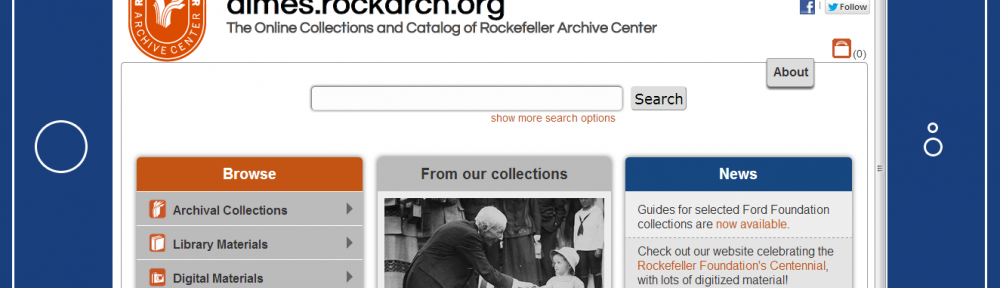 dimes.rockarch.org
The Online Collections and Catalog of Rockefeller Archive Center
ARCHIVE CENTER
Follow
(0)
About
Search
show more search options
Browse
Archival Collections
Library Materials
Digital Materials
From our collections
News
Guides for selected Ford Foundation
collections are now available.
Check out our website celebrating the
Rockefeller Foundation's Centennial,
with lots of digitized material!